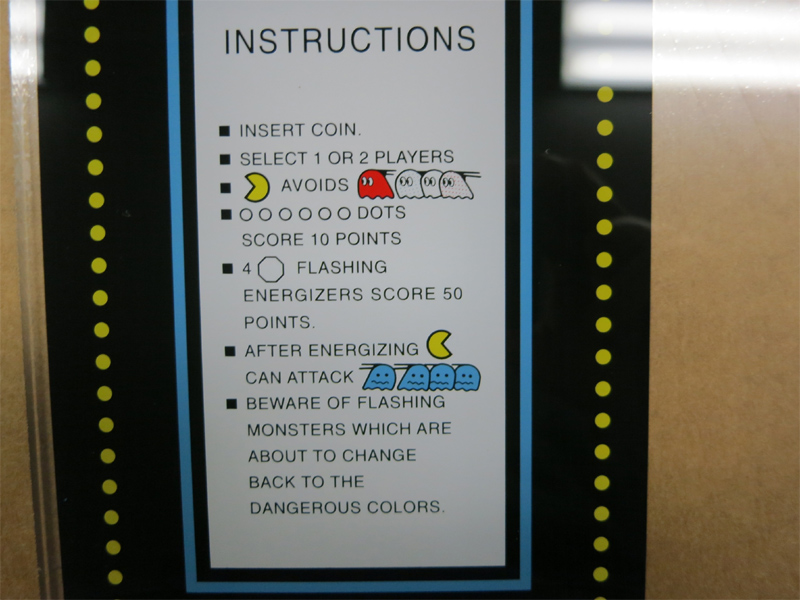 INSTRUCTIONS
INSERT COIN.
SELECT 1 OR 2 PLAYERS
AVOIDS
DOTS
SCORE 10 POINTS
4 FLASHING
ENERGIZERS SCORE 50
POINTS.
AFTER ENERGIZING
CAN ATTACK
BEWARE OF FLASHING
MONSTERS WHICH ARE
ABOUT TO CHANGE
BACK TO THE
DANGEROUS COLORS.